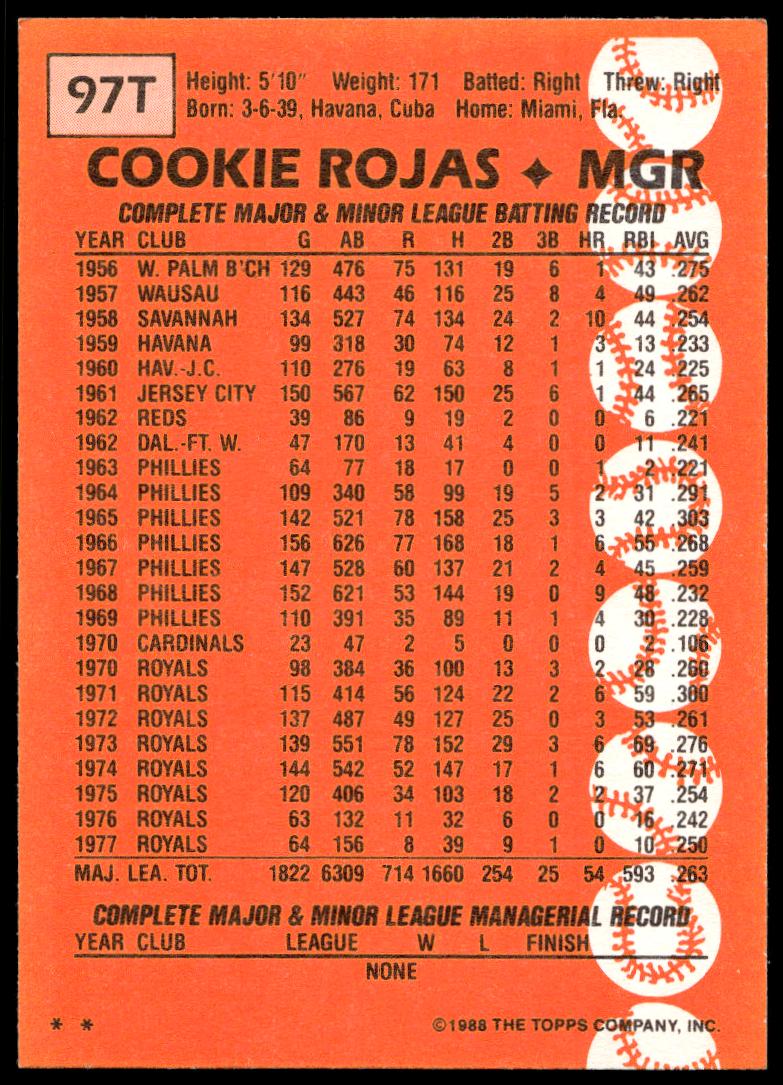 97T
Height: 5'10" Weight: 171 Batted: Right Threw: Right
Born: 3-6-39, Havana, Cuba Home: Miami, Fla.
COOKIE ROJAS ✦ MGR
COMPLETE MAJOR & MINOR LEAGUE BATTING RECORD
YEAR CLUB G AB R H 2B 3B HR RBI AVG
1956 W. PALM B'CH 129 476 75 131 19 6 1 43 .275
1957 WAUSAU 116 443 46 116 25 8 4 49 .262
1958 SAVANNAH 134 527 74 134 24 2 10 44 .254
1959 HAVANA 99 318 30 74 12 1 3 13 .233
1960 HAV.-J.C. 110 276 19 63 8 1 1 24 .225
1961 JERSEY CITY 150 567 62 150 25 6 1 44 .265
1962 REDS 39 86 9 19 2 0 0 6 .221
1962 DAL.-FT. W. 47 170 13 41 4 0 0 11 .241
1963 PHILLIES 64 77 18 17 0 0 1 2 .221
1964 PHILLIES 109 340 58 99 19 5 2 31 .291
1965 PHILLIES 142 521 78 158 25 3 3 42 .303
1966 PHILLIES 156 626 77 168 18 1 6 55 .268
1967 PHILLIES 147 528 60 137 21 2 4 45 .259
1968 PHILLIES 152 621 53 144 19 0 9 48 .232
1969 PHILLIES 110 391 35 89 11 1 4 30 .228
1970 CARDINALS 23 47 2 5 0 0 0 2 .106
1970 ROYALS 98 384 36 100 13 3 2 28 .260
1971 ROYALS 115 414 56 124 22 2 6 59 .300
1972 ROYALS 137 487 49 127 25 0 3 53 .261
1973 ROYALS 139 551 78 152 29 3 6 69 .276
1974 ROYALS 144 542 52 147 17 1 6 60 .271
1975 ROYALS 120 406 34 103 18 2 2 37 .254
1976 ROYALS 63 132 11 32 6 0 0 16 .242
1977 ROYALS 64 156 8 39 9 1 0 10 .250
MAJ. LEA. TOT. 1822 6309 714 1660 254 25 54 593 .263
COMPLETE MAJOR & MINOR LEAGUE MANAGERIAL RECORD
YEAR CLUB LEAGUE W L FINISH
NONE
* * ©1988 THE TOPPS COMPANY, INC.